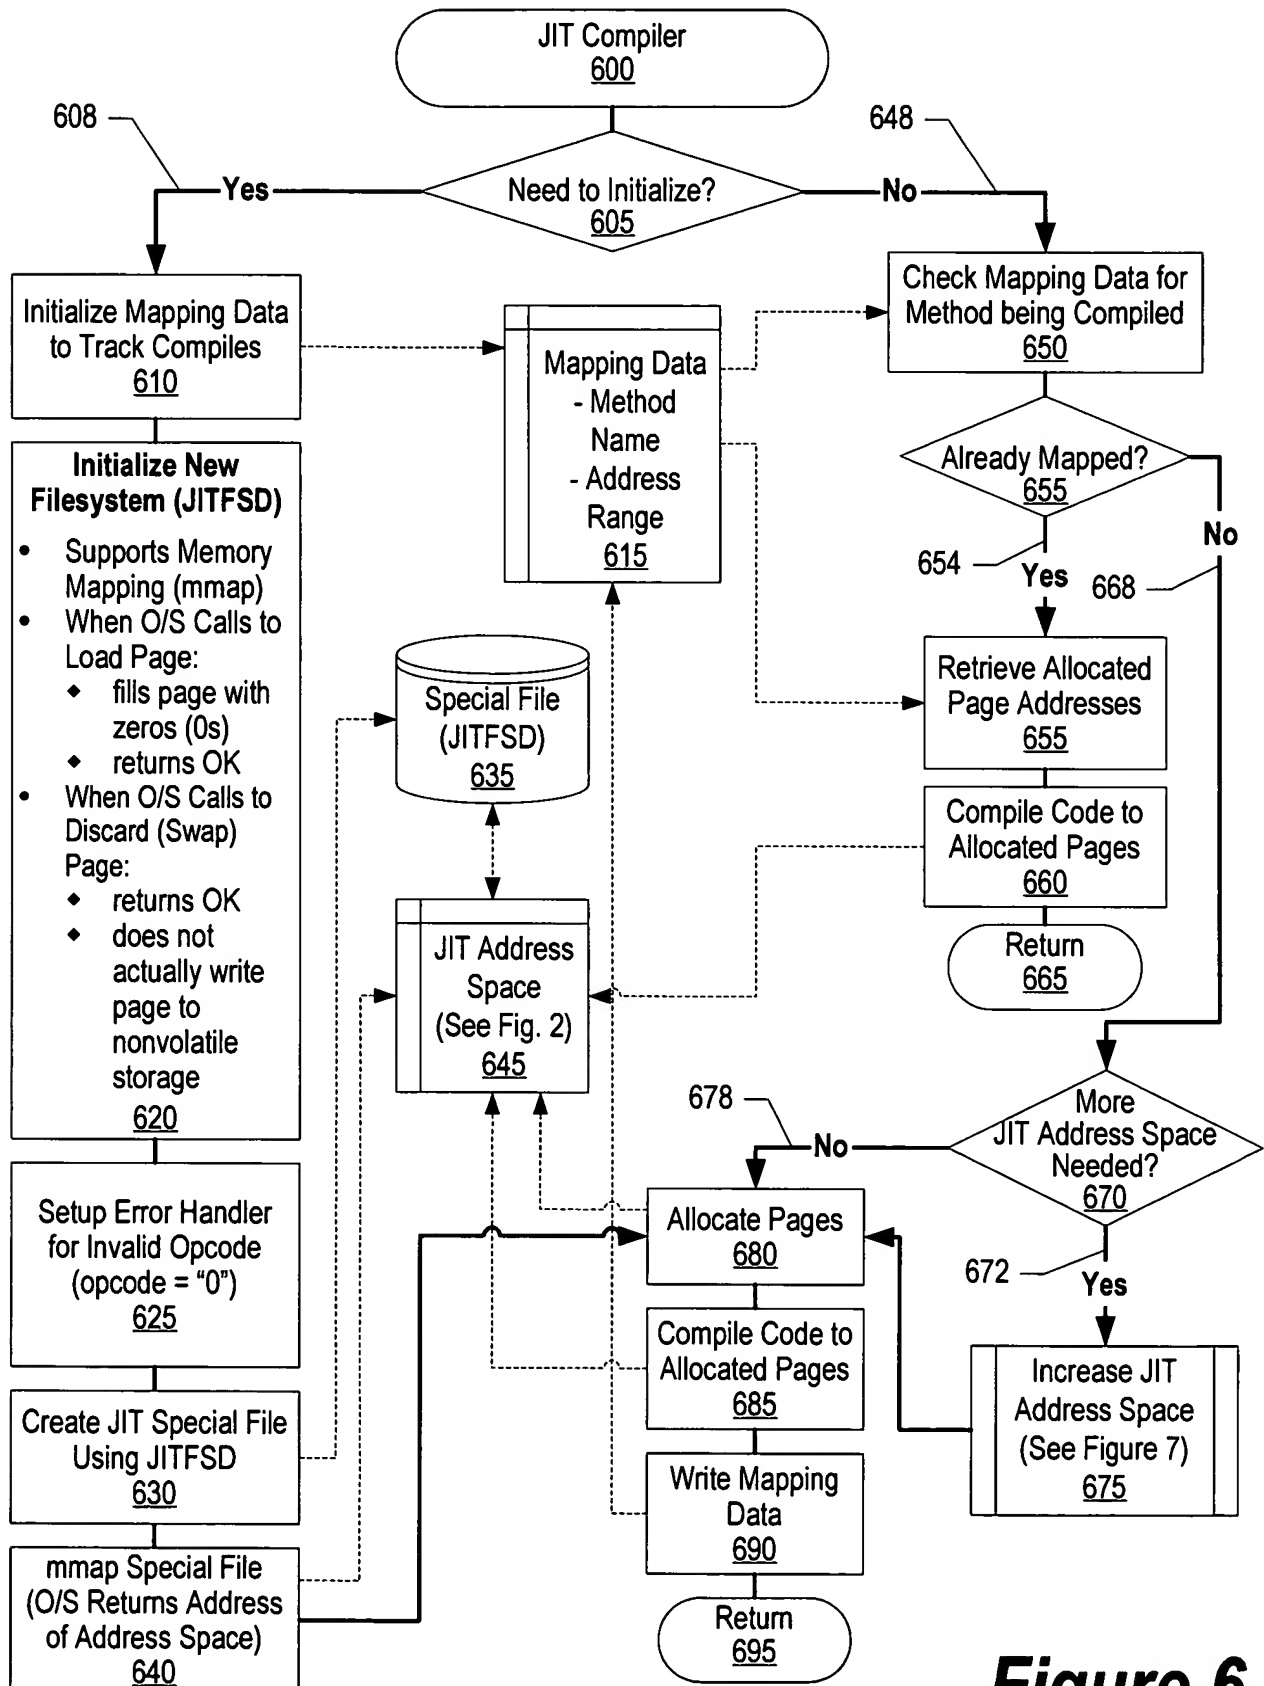 JIT Compiler
600
608
648
Yes
Need to Initialize?
605
No
Initialize Mapping Data
to Track Compiles
610
Mapping Data
- Method
Name
- Address
Range
615
Check Mapping Data for
Method being Compiled
650
Already Mapped?
655
654
Yes
No
668
Initialize New
Filesystem (JITFSD)
• Supports Memory
Mapping (mmap)
• When O/S Calls to
Load Page:
◆ fills page with
zeros (0s)
◆ returns OK
• When O/S Calls to
Discard (Swap)
Page:
◆ returns OK
◆ does not
actually write
page to
nonvolatile
storage
620
Special File
(JITFSD)
635
Retrieve Allocated
Page Addresses
655
Compile Code to
Allocated Pages
660
Return
665
JIT Address
Space
(See Fig. 2)
645
678
No
More
JIT Address Space
Needed?
670
672
Yes
Setup Error Handler
for Invalid Opcode
(opcode = “0”)
625
Allocate Pages
680
Compile Code to
Allocated Pages
685
Increase JIT
Address Space
(See Figure 7)
675
Create JIT Special File
Using JITFSD
630
Write Mapping
Data
690
mmap Special File
(O/S Returns Address
of Address Space)
640
Return
695
Figure 6